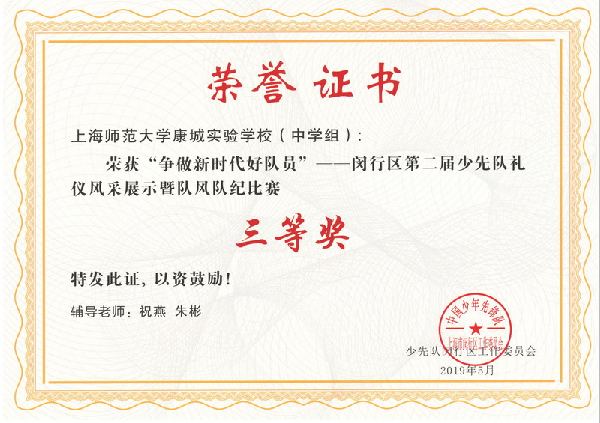 荣誉证书
上海师范大学康城实验学校（中学组）：
荣获“争做新时代好队员”——闵行区第二届少先队礼
仪风采展示暨队风队纪比赛
三等奖
特发此证，以资鼓励！
辅导老师：祝燕 朱彬
中国少年先锋队
上海市闵行区工作委员会
少先队闵行区工作委员会
2019年5月